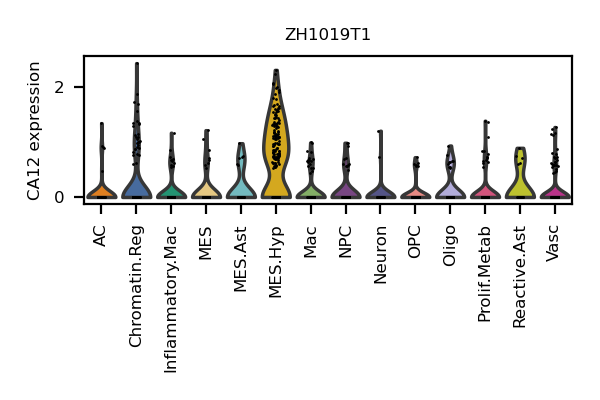 ZH1019T1
CA12 expression
2
0
AC
Chromatin.Reg
Inflammatory.Mac
MES
MES.Ast
MES.Hyp
Mac
NPC
Neuron
OPC
Oligo
Prolif.Metab
Reactive.Ast
Vasc